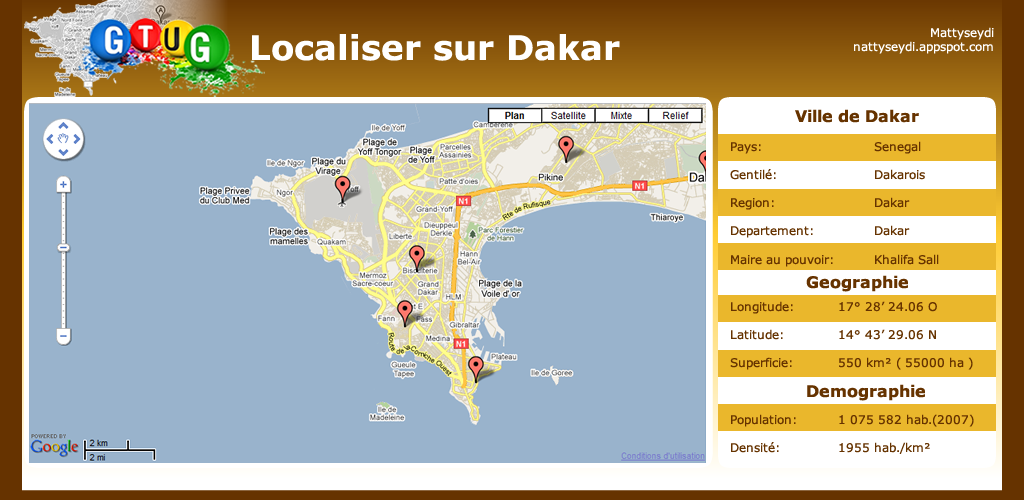 GTUG
Localiser sur Dakar
Mattyseydi
nattyseydi.appspot.com
Plan Satellite Mixte Relief
Ile de Yoff
Camberene
Plage de
Yoff Tongor
Plage
de Yoff
Parcelles
Assainies
Ile de Ngor
Plage du
Virage
Pikine
Patte d'oies
Plage Privee
du Club Med
Ngor
N1
N1
Grand-Yoff
Rte de Rufisque
Thiaroye
Dieuppeul
Derkle
Parc Forestier
de Hann
Plage des
mamelles
Ouakam
Liberte
Hann
Bel-Air
Mermoz
Sacre-coeur
Biscuiterie
Grand
Dakar
Plage de la
Voile d' or
HLM
Fann
Fass
Gibraltar
Medina
N1
Route de la Corniche Ouest
Gueule
Tapee
Plateau
Ile de Goree
Ile de
Madeleine
POWERED BY
Google
2 km
2 mi
Conditions d'utilisation
Ville de Dakar
Pays: Senegal
Gentilé: Dakarois
Region: Dakar
Departement: Dakar
Maire au pouvoir: Khalifa Sall
Geographie
Longitude: 17° 28’ 24.06 O
Latitude: 14° 43’ 29.06 N
Superficie: 550 km² ( 55000 ha )
Demographie
Population: 1 075 582 hab.(2007)
Densité: 1955 hab./km²